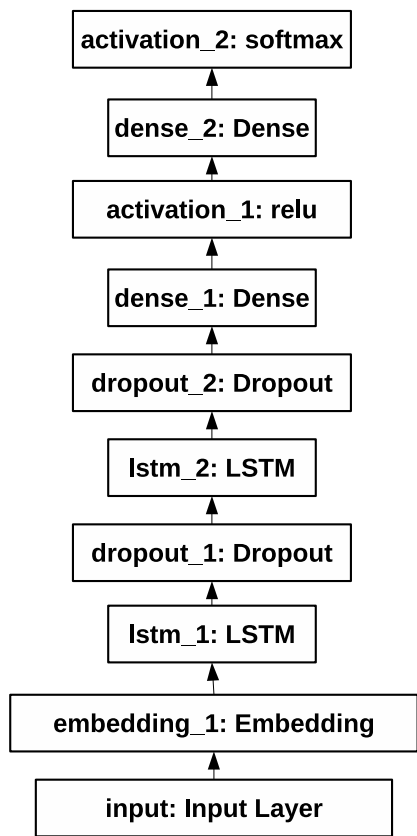 activation_2: softmax
dense_2: Dense
activation_1: relu
dense_1: Dense
dropout_2: Dropout
lstm_2: LSTM
dropout_1: Dropout
lstm_1: LSTM
embedding_1: Embedding
input: Input Layer